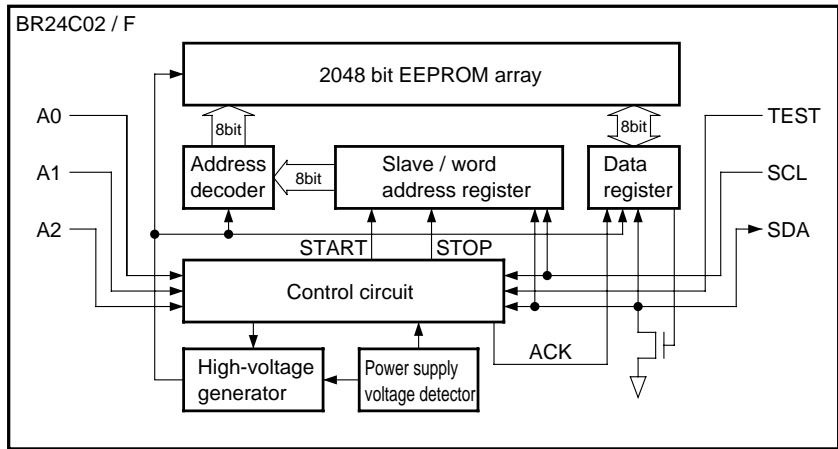 BR24C02 / F
2048 bit EEPROM array
A0
8bit
8bit
TEST
A1
Address
decoder
8bit
Slave / word
address register
Data
register
SCL
A2
START
STOP
SDA
Control circuit
High-voltage
generator
Power supply
voltage detector
ACK